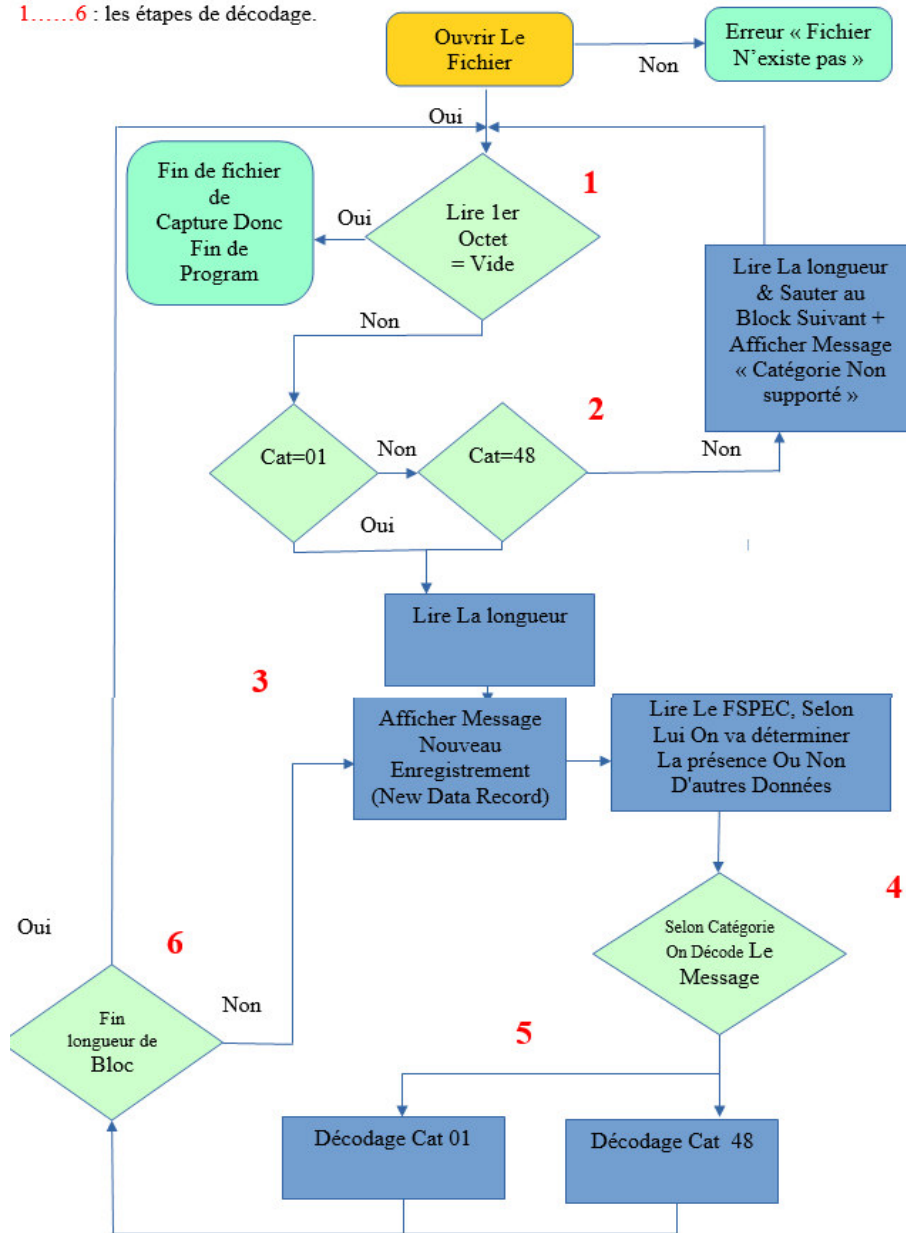 1……6 : les étapes de décodage.
Ouvrir Le
Fichier
Non
Erreur « Fichier
N’existe pas »
Oui
Fin de fichier
de
Capture Donc
Fin de
Program
Oui
1
Lire 1er
Octet
= Vide
Non
Lire La longueur
& Sauter au
Block Suivant +
Afficher Message
« Catégorie Non
supporté »
2
Cat=01
Non
Cat=48
Non
Oui
Lire La longueur
3
Afficher Message
Nouveau
Enregistrement
(New Data Record)
Lire Le FSPEC, Selon
Lui On va déterminer
La présence Ou Non
D'autres Données
4
Selon Catégorie
On Décode Le
Message
Oui
6
Non
Fin
longueur de
Bloc
5
Décodage Cat 01
Décodage Cat 48